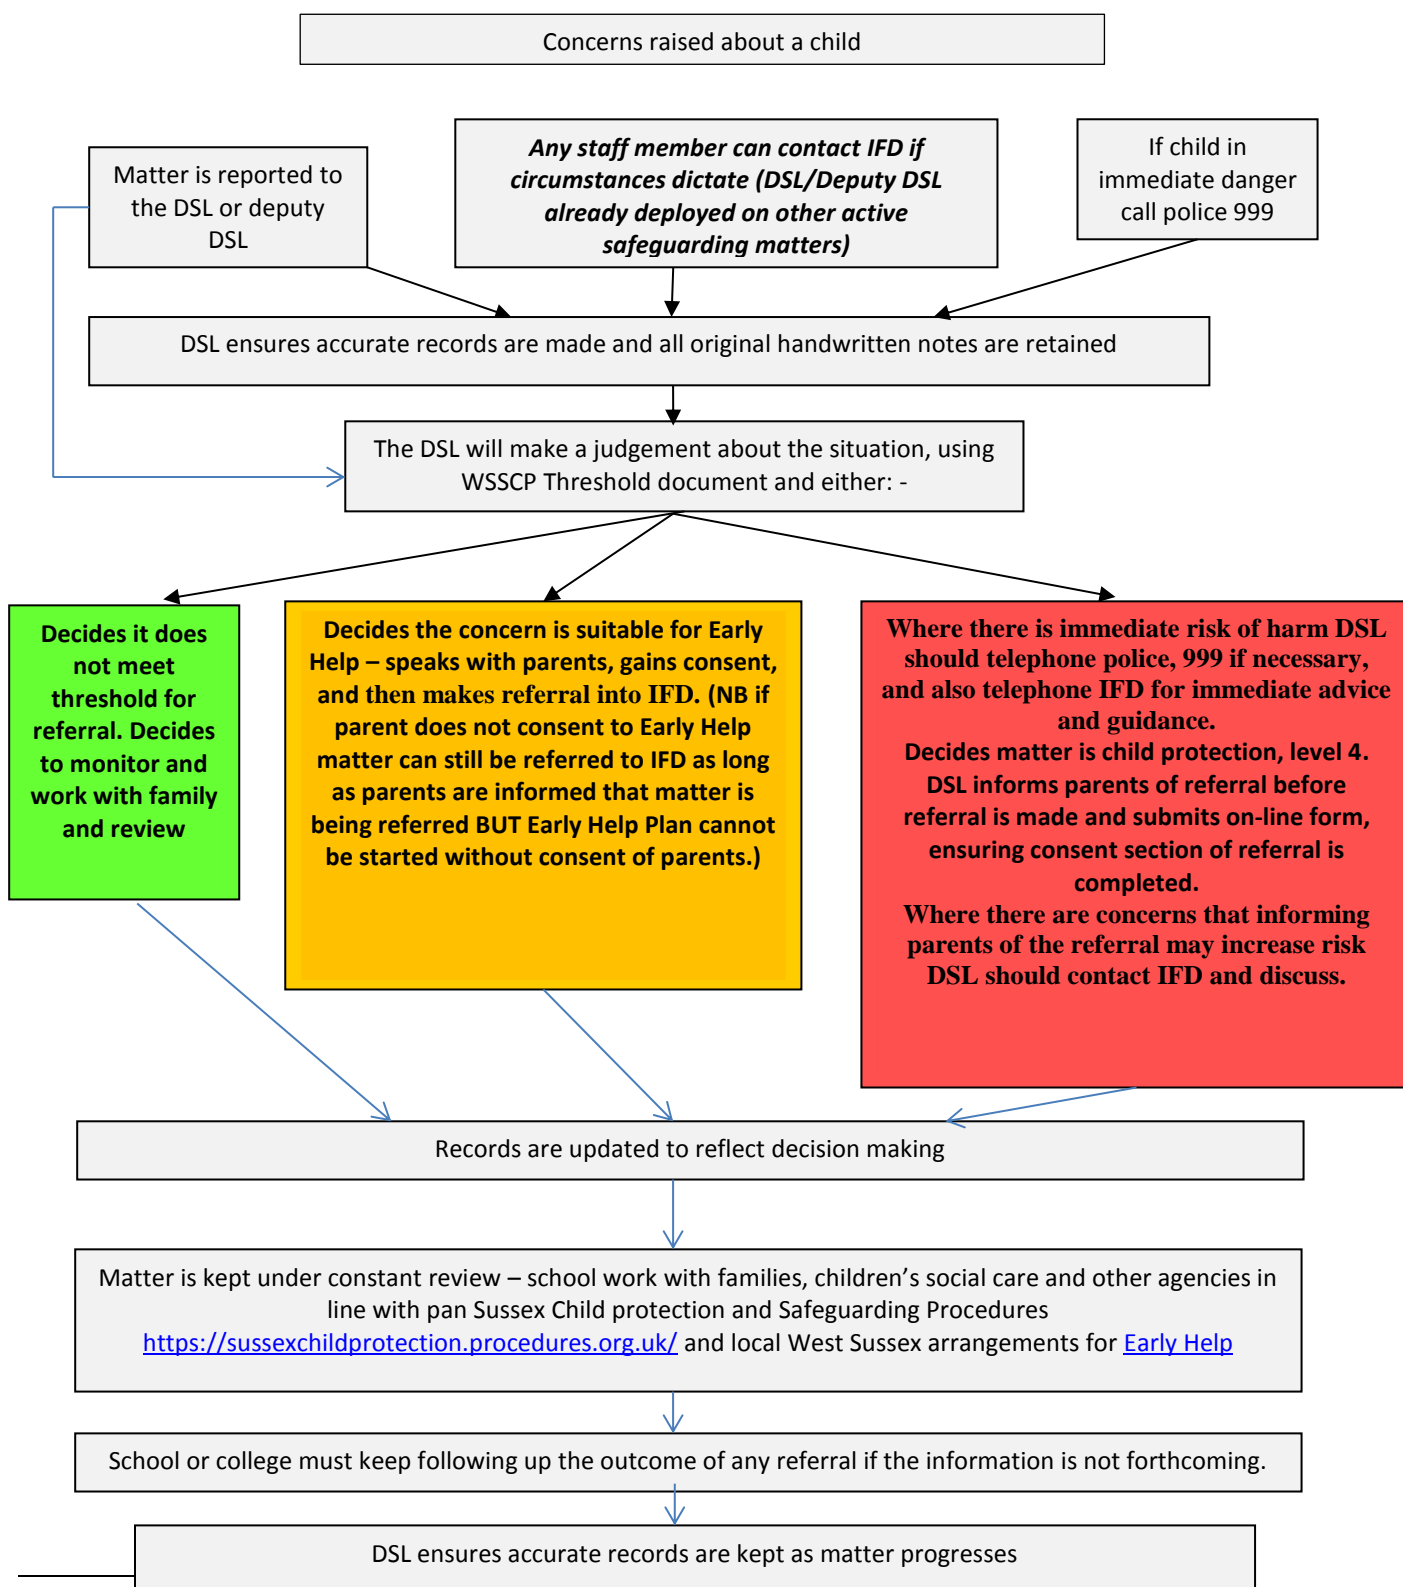 Concerns raised about a child
Matter is reported to
the DSL or deputy
DSL
Any staff member can contact IFD if
circumstances dictate (DSL/Deputy DSL
already deployed on other active
safeguarding matters)
If child in
immediate danger
call police 999
DSL ensures accurate records are made and all original handwritten notes are retained
The DSL will make a judgement about the situation, using
WSSCP Threshold document and either: -
Decides it does
not meet
threshold for
referral. Decides
to monitor and
work with family
and review
Decides the concern is suitable for Early
Help – speaks with parents, gains consent,
and then makes referral into IFD. (NB if
parent does not consent to Early Help
matter can still be referred to IFD as long
as parents are informed that matter is
being referred BUT Early Help Plan cannot
be started without consent of parents.)
Where there is immediate risk of harm DSL
should telephone police, 999 if necessary,
and also telephone IFD for immediate advice
and guidance.
Decides matter is child protection, level 4.
DSL informs parents of referral before
referral is made and submits on-line form,
ensuring consent section of referral is
completed.
Where there are concerns that informing
parents of the referral may increase risk
DSL should contact IFD and discuss.
Records are updated to reflect decision making
Matter is kept under constant review – school work with families, children’s social care and other agencies in
line with pan Sussex Child protection and Safeguarding Procedures
https://sussexchildprotection.procedures.org.uk/ and local West Sussex arrangements for Early Help
School or college must keep following up the outcome of any referral if the information is not forthcoming.
DSL ensures accurate records are kept as matter progresses